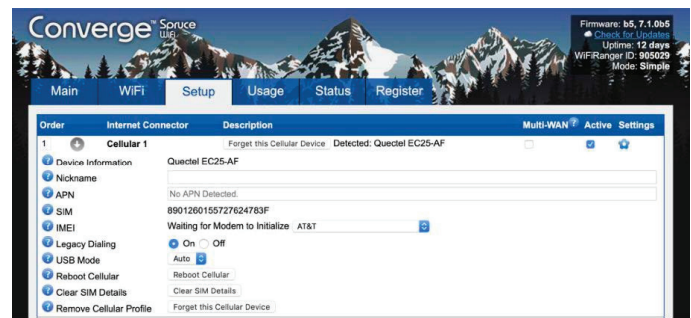 Converge™ Spruce
WiFi
Firmware: b5, 7.1.0b5
Check for Updates
Uptime: 12 days
WiFiRanger ID: 905029
Mode: Simple
Main WiFi Setup Usage Status Register
Order Internet Connector Description Multi-WAN ? Active Settings
1 Cellular 1 Forget this Cellular Device Detected: Quectel EC25-AF
? Device Information Quectel EC25-AF
? Nickname
? APN No APN Detected.
? SIM 8901260155727624783F
? IMEI Waiting for Modem to Initialize AT&T
? Legacy Dialing On Off
? USB Mode Auto
? Reboot Cellular Reboot Cellular
? Clear SIM Details Clear SIM Details
? Remove Cellular Profile Forget this Cellular Device